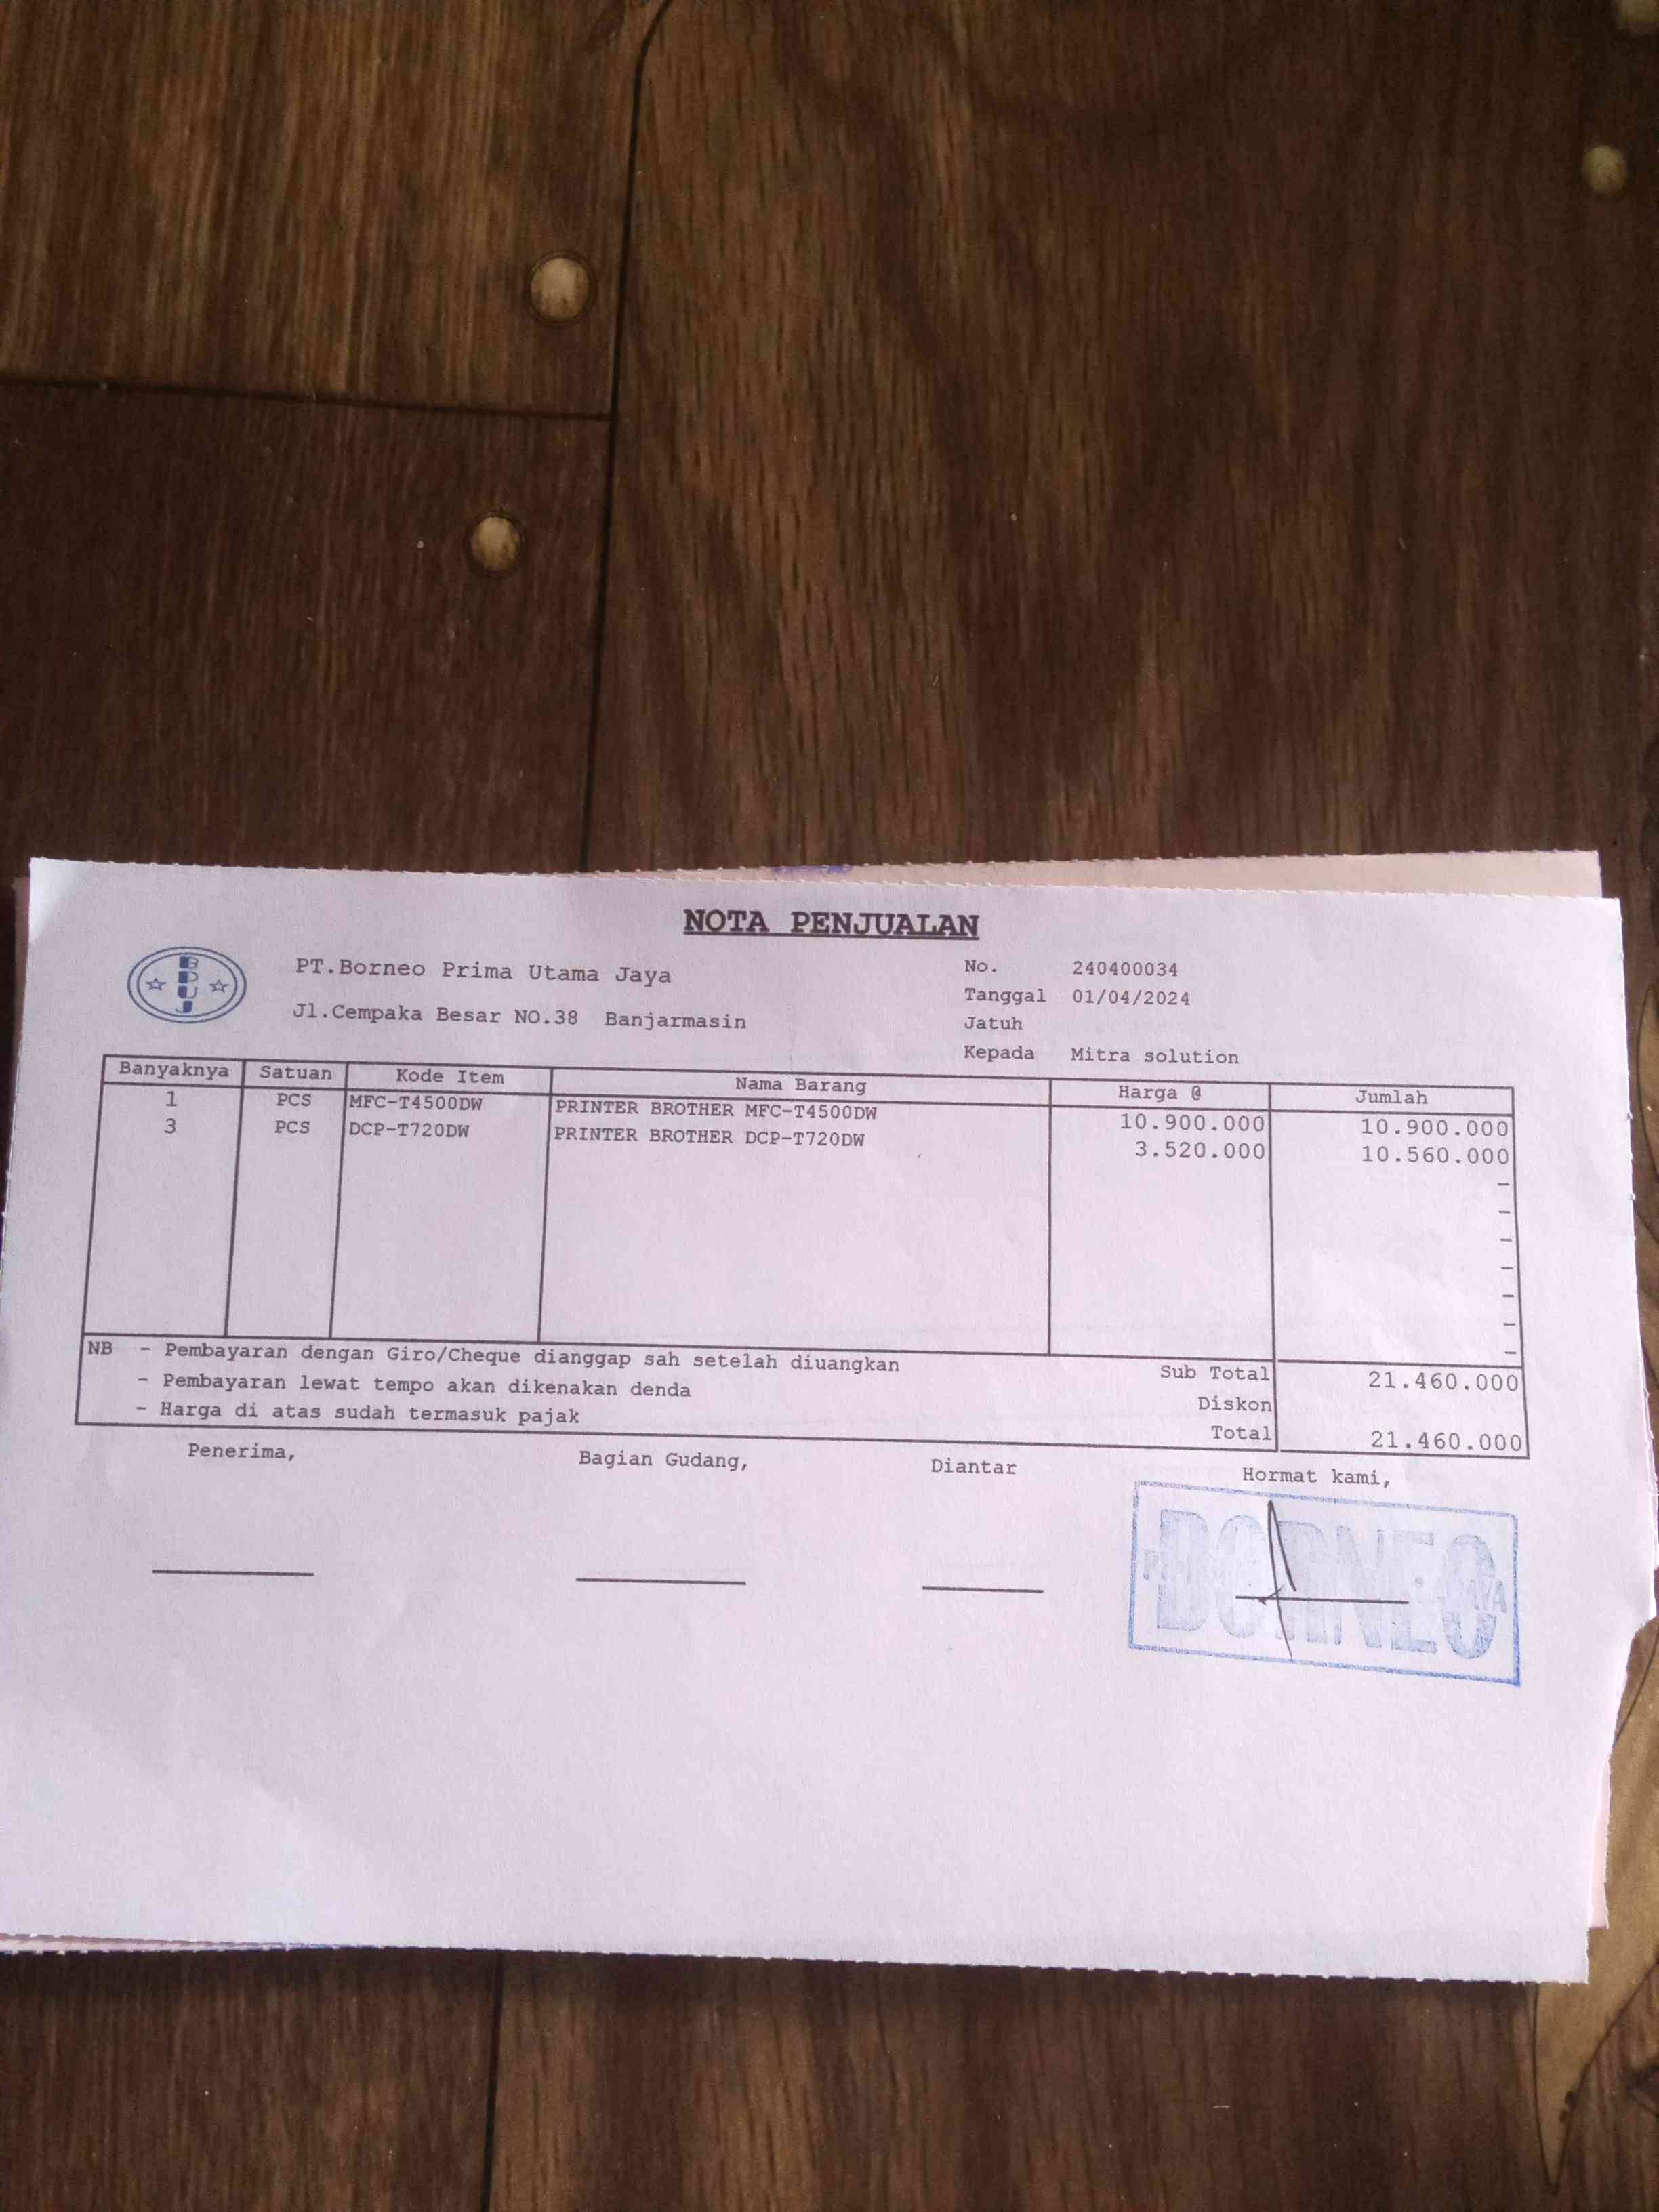 NOTA PENJUALAN
BPUJ
PT.Borneo Prima Utama Jaya
Jl.Cempaka Besar NO.38 Banjarmasin
No. 240400034
Tanggal 01/04/2024
Jatuh
Kepada Mitra solution
Banyaknya Satuan Kode Item Nama Barang Harga @ Jumlah
1 PCS MFC-T4500DW PRINTER BROTHER MFC-T4500DW 10.900.000 10.900.000
3 PCS DCP-T720DW PRINTER BROTHER DCP-T720DW 3.520.000 10.560.000
-
-
-
-
-
-
-
NB - Pembayaran dengan Giro/Cheque dianggap sah setelah diuangkan
- Pembayaran lewat tempo akan dikenakan denda
- Harga di atas sudah termasuk pajak
Sub Total 21.460.000
Diskon
Total 21.460.000
Penerima, Bagian Gudang, Diantar Hormat kami,
BORNEO